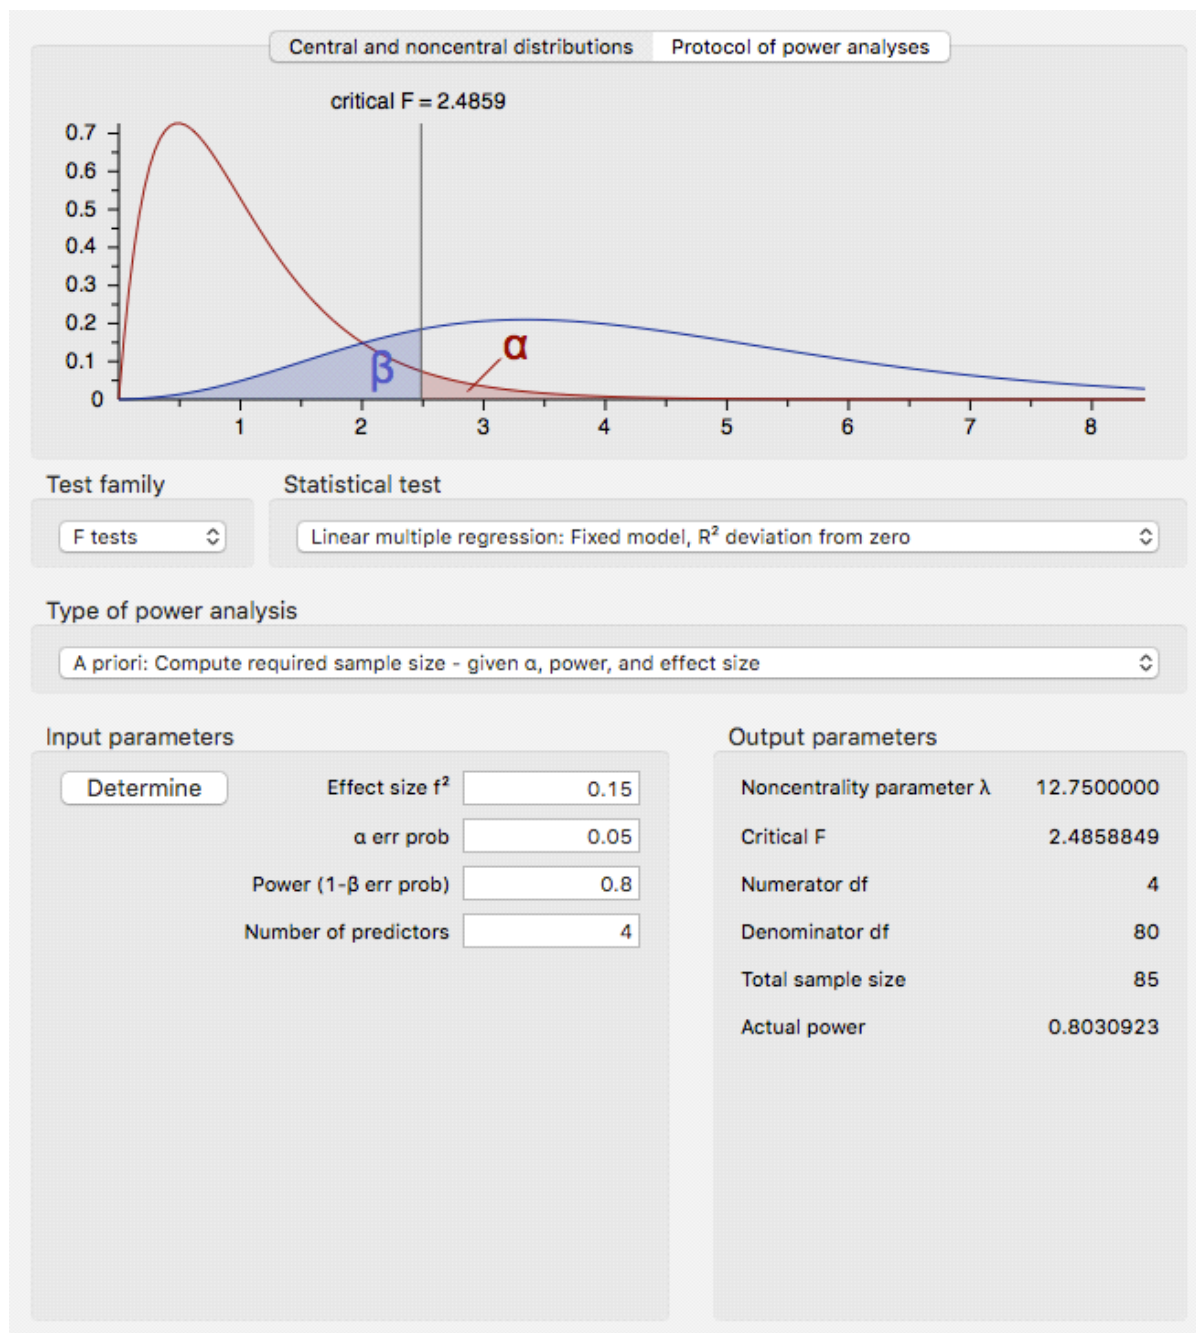 Central and noncentral distributions Protocol of power analyses
critical F = 2.4859
0.7
0.6
0.5
0.4
0.3
0.2
0.1
0
β
α
1 2 3 4 5 6 7 8
Test family Statistical test
F tests Linear multiple regression: Fixed model, R² deviation from zero
Type of power analysis
A priori: Compute required sample size - given α, power, and effect size
Input parameters Output parameters
Determine Effect size f² 0.15 Noncentrality parameter λ 12.7500000
α err prob 0.05 Critical F 2.4858849
Power (1-β err prob) 0.8 Numerator df 4
Number of predictors 4 Denominator df 80
Total sample size 85
Actual power 0.8030923